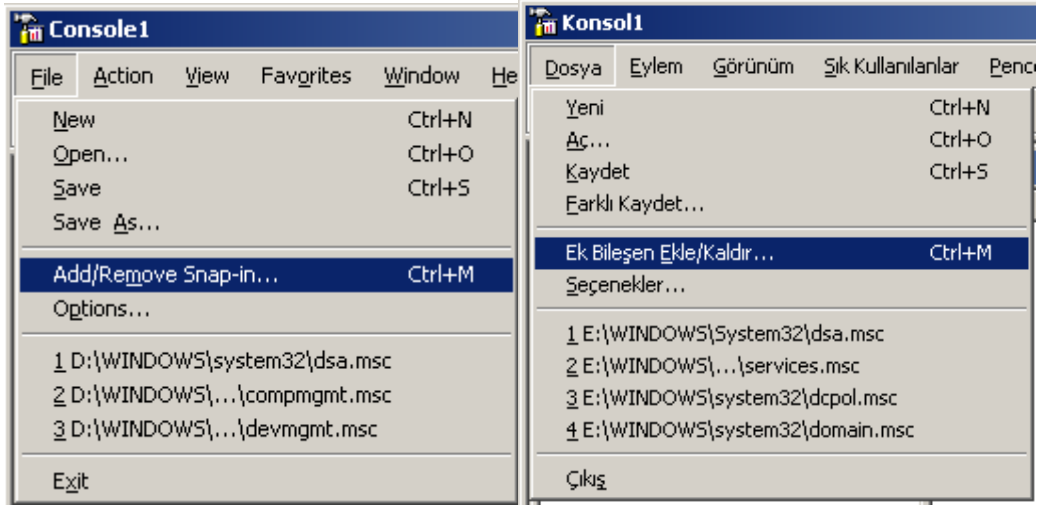 Console1
File Action View Favorites Window He
New Ctrl+N
Open... Ctrl+O
Save Ctrl+S
Save As...
Add/Remove Snap-in... Ctrl+M
Options...
1 D:\WINDOWS\system32\dsa.msc
2 D:\WINDOWS\...\compmgmt.msc
3 D:\WINDOWS\...\devmgmt.msc
Exit
Konsol1
Dosya Eylem Görünüm Sık Kullanılanlar Penc
Yeni Ctrl+N
Aç... Ctrl+O
Kaydet Ctrl+S
Farklı Kaydet...
Ek Bileşen Ekle/Kaldır... Ctrl+M
Seçenekler...
1 E:\WINDOWS\System32\dsa.msc
2 E:\WINDOWS\...\services.msc
3 E:\WINDOWS\system32\dcpol.msc
4 E:\WINDOWS\system32\domain.msc
Çıkış